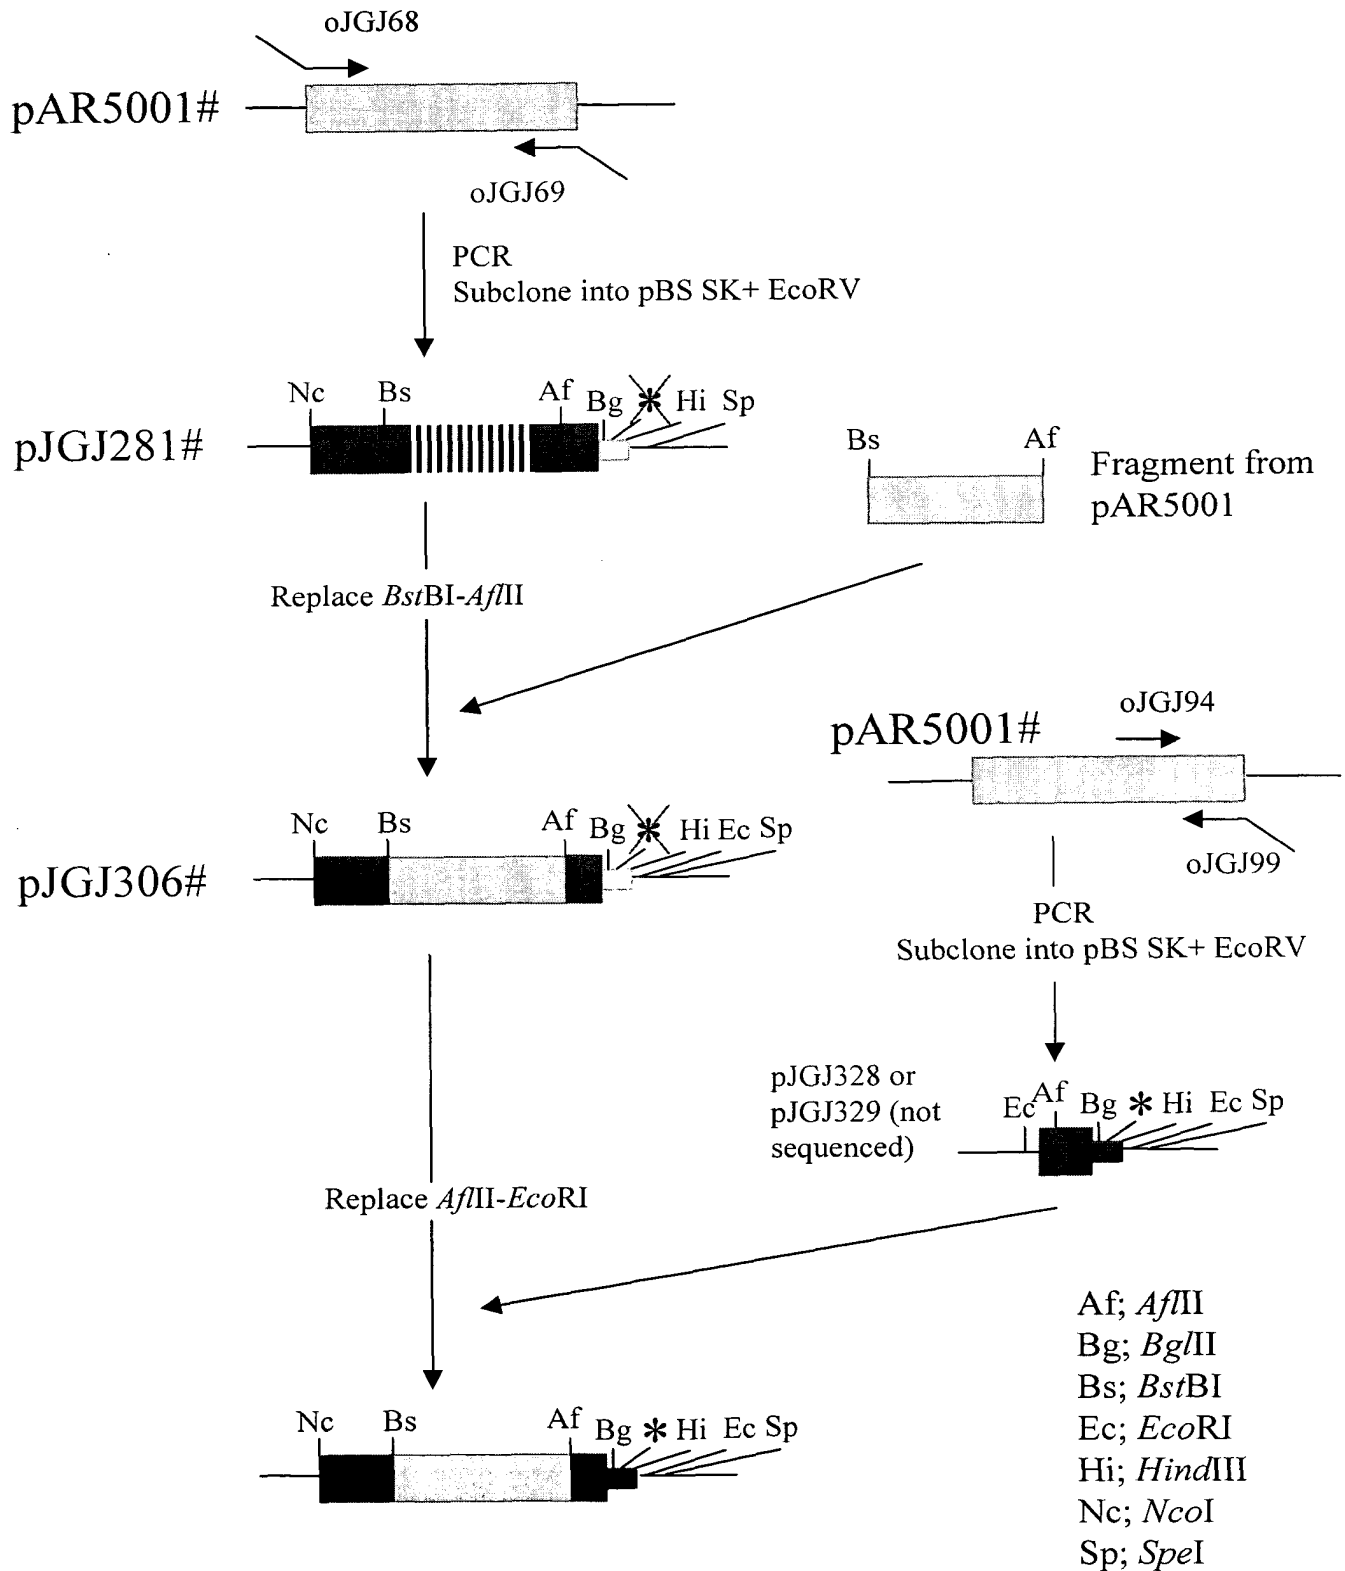 oJGJ68
pAR5001#
oJGJ69
PCR
Subclone into pBS SK+ EcoRV
Nc Bs Af Bg * Hi Sp
pJGJ281#
Bs Af
Fragment from
pAR5001
Replace BstBI-AflII
oJGJ94
pAR5001#
Nc Bs Af Bg * Hi Ec Sp
pJGJ306#
oJGJ99
PCR
Subclone into pBS SK+ EcoRV
pJGJ328 or
pJGJ329 (not
sequenced)
Ec Af Bg * Hi Ec Sp
Replace AflII-EcoRI
Nc Bs Af Bg * Hi Ec Sp
Af; AflII
Bg; BglII
Bs; BstBI
Ec; EcoRI
Hi; HindIII
Nc; NcoI
Sp; SpeI